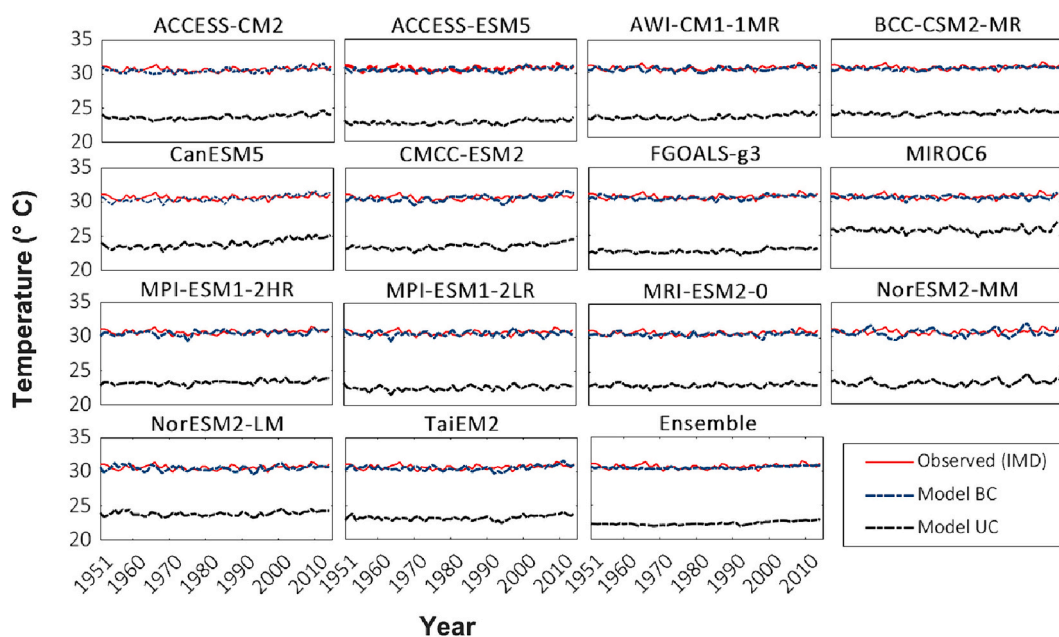 ACCESS-CM2 ACCESS-ESM5 AWI-CM1-1MR BCC-CSM2-MR
35
30
25
20
CanESM5 CMCC-ESM2 FGOALS-g3 MIROC6
35
30
25
20
MPI-ESM1-2HR MPI-ESM1-2LR MRI-ESM2-0 NorESM2-MM
35
30
25
20
NorESM2-LM TaiEM2 Ensemble
35
30
25
20
Temperature (° C)
Observed (IMD)
Model BC
Model UC
1951 1960 1970 1980 1990 2000 2010 1951 1960 1970 1980 1990 2000 2010 1951 1960 1970 1980 1990 2000 2010
Year